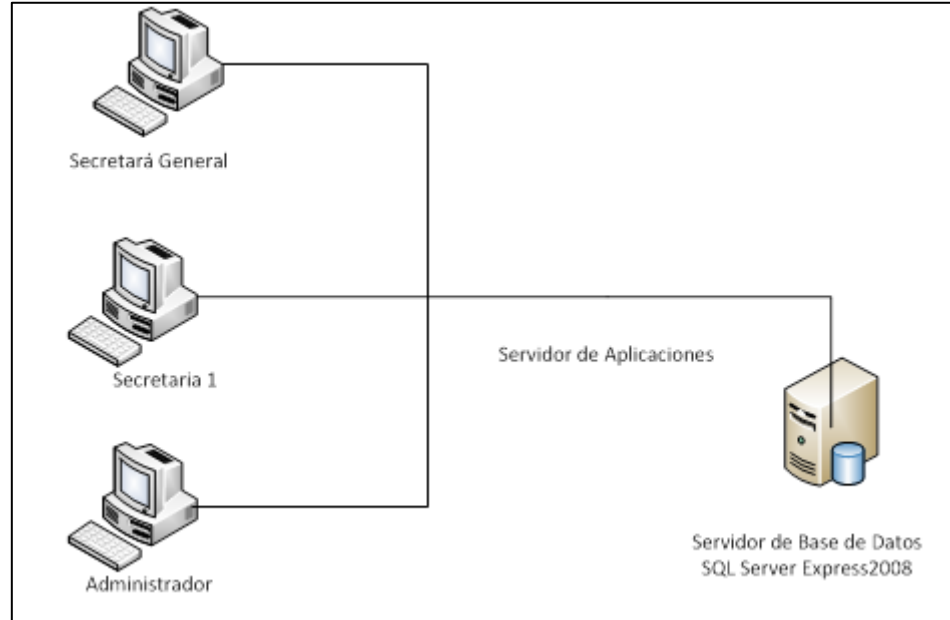 Secretará General
Secretaria 1
Servidor de Aplicaciones
Administrador
Servidor de Base de Datos
SQL Server Express2008